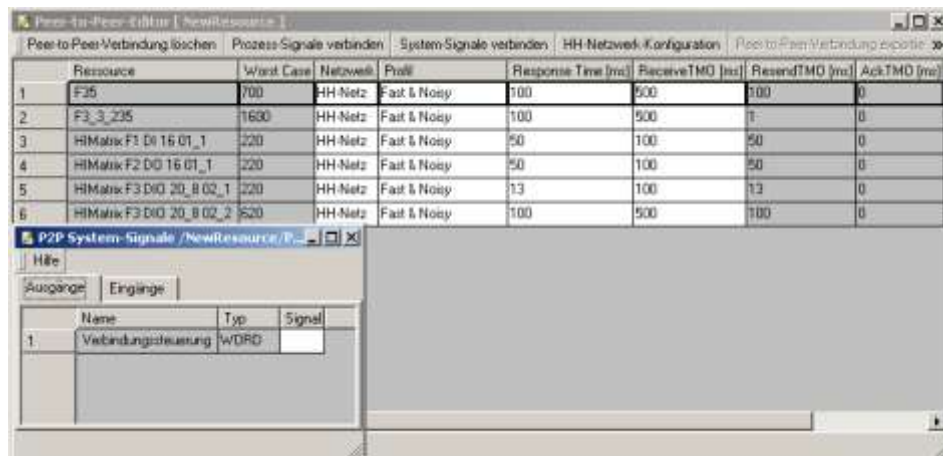 Peer-to-Peer-Editor [ NewResource ]
Peer-to-Peer-Verbindung löschen Prozess-Signale verbinden System-Signale verbinden HH-Netzwerk-Konfiguration Peer-to-Peer-Verbindung exportie »
Ressource Worst Case Netzwerk Profil Response Time [ms] ReceiveTMO [ms] ResendTMO [ms] AckTMO [ms]
1 F35 700 HH-Netz Fast & Noisy 100 500 100 0
2 F3_3_235 HH-Netz Fast & Noisy 100 500 1 0
3 HIMatrix F1 DI 16 01_1 220 HH-Netz Fast & Noisy 50 100 50 0
4 HIMatrix F2 DO 16 01_1 220 HH-Netz Fast & Noisy 50 100 50 0
5 HIMatrix F3 DIO 20_8 02_1 220 HH-Netz Fast & Noisy 13 100 13 0
6 HIMatrix F3 DIO 20_8 02_2 620 HH-Netz Fast & Noisy 100 500 100 0
P2P System-Signale /NewResource/P...
Hilfe
Ausgänge Eingänge
Name Typ Signal
1 Verbindungssteuerung WORD